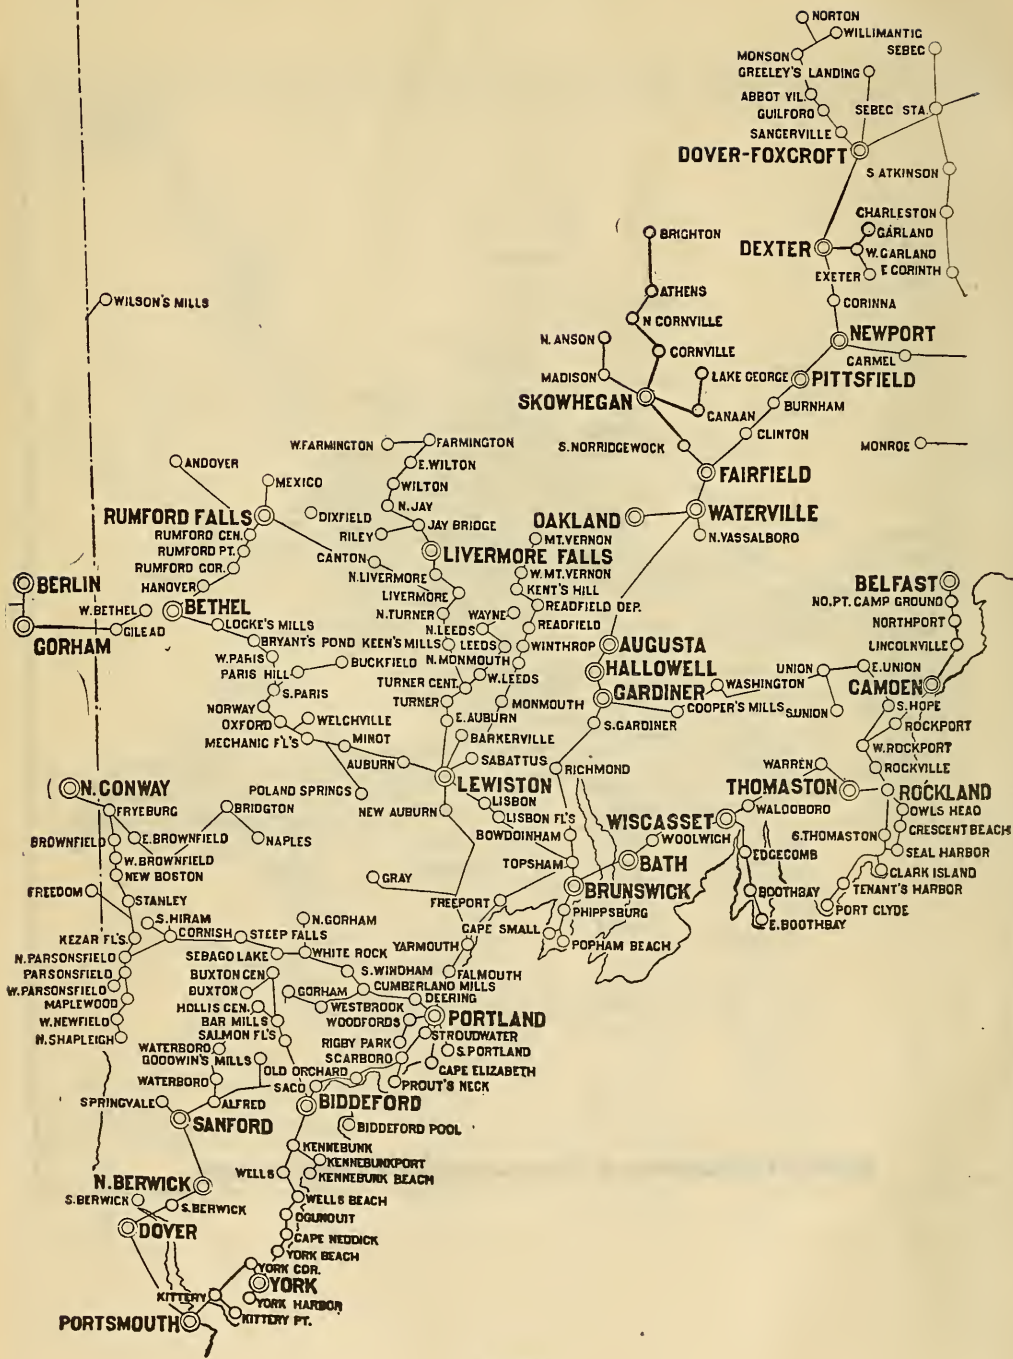 NORTON
WILLIMANTIC
MONSON
SEBEC
GREELEY'S LANDING
ABBOT VIL.
GUILFORD
SEBEC STA.
SANGERVILLE
DOVER-FOXCROFT
S ATKINSON
CHARLESTON
GARLAND
BRIGHTON
DEXTER
W. GARLAND
EXETER
E CORINTH
WILSON'S MILLS
ATHENS
CORINNA
N CORNVILLE
N. ANSON
NEWPORT
CORNVILLE
CARMEL
MADISON
LAKE GEORGE
PITTSFIELD
SKOWHEGAN
CANAAN
BURNHAM
CLINTON
W. FARMINGTON
FARMINGTON
S. NORRIDGEWOCK
MONROE
ANDOVER
E. WILTON
FAIRFIELD
MEXICO
WILTON
N. JAY
RUMFORD FALLS
DIXFIELD
JAY BRIDGE
OAKLAND
WATERVILLE
RUMFORD CEN.
RILEY
MT. VERNON
N. VASSALBORO
RUMFORD PT.
CANTON
LIVERMORE FALLS
RUMFORD COR.
N. LIVERMORE
W. MT. VERNON
BERLIN
HANOVER
LIVERMORE
KENT'S HILL
BELFAST
NO. PT. CAMP GROUND
W. BETHEL
BETHEL
N. TURNER
WAYNE
READFIELD DEP.
NORTHPORT
GORHAM
GILEAD
LOCKE'S MILLS
N. LEEDS
READFIELD
BRYANT'S POND
KEEN'S MILLS
LEEDS
WINTHROP
AUGUSTA
LINCOLNVILLE
W. PARIS
BUCKFIELD
N. MONMOUTH
HALLOWELL
UNION
E. UNION
PARIS HILL
TURNER CENT.
W. LEEDS
GARDINER
WASHINGTON
CAMDEN
S. PARIS
TURNER
MONMOUTH
COOPER'S MILLS
S. UNION
S. HOPE
NORWAY
WELCHVILLE
E. AUBURN
S. GARDINER
ROCKPORT
OXFORD
BARKERVILLE
W. ROCKPORT
MECHANIC FL'S
MINOT
SABATTUS
RICHMOND
WARREN
ROCKVILLE
AUBURN
LEWISTON
N. CONWAY
POLAND SPRINGS
LISBON
THOMASTON
ROCKLAND
FRYEBURG
BRIDGTON
NEW AUBURN
LISBON FL'S
WISCASSET
WALDOBORO
OWLS HEAD
BROWNFIELD
E. BROWNFIELD
NAPLES
BOWDOINHAM
WOOLWICH
S. THOMASTON
CRESCENT BEACH
W. BROWNFIELD
TOPSHAM
BATH
EDGECOMB
SEAL HARBOR
NEW BOSTON
GRAY
BRUNSWICK
CLARK ISLAND
FREEDOM
STANLEY
FREEPORT
BOOTHBAY
TENANT'S HARBOR
S. HIRAM
N. GORHAM
PHIPPSBURG
PORT CLYDE
KEZAR FL'S
CORNISH
STEEP FALLS
CAPE SMALL
E. BOOTHBAY
N. PARSONSFIELD
SEBAGO LAKE
WHITE ROCK
YARMOUTH
POPHAM BEACH
PARSONSFIELD
BUXTON CEN
S. WINDHAM
FALMOUTH
W. PARSONSFIELD
BUXTON
GORHAM
CUMBERLAND MILLS
MAPLEWOOD
HOLLIS CEN.
WESTBROOK
DEERING
W. NEWFIELD
BAR MILLS
WOODFORDS
PORTLAND
N. SHAPLEIGH
SALMON FL'S
RIGBY PARK
STROUDWATER
WATERBORO
SCARBORO
S. PORTLAND
GOODWIN'S MILLS
OLD ORCHARD
CAPE ELIZABETH
WATERBORO
SACO
PROUT'S NECK
SPRINGVALE
ALFRED
BIDDEFORD
SANFORD
BIDDEFORD POOL
KENNEBUNK
KENNEBUNKPORT
N. BERWICK
WELLS
KENNEBUNK BEACH
S. BERWICK
S. BERWICK
WELLS BEACH
DOVER
OGUNQUIT
CAPE NEDDICK
YORK BEACH
YORK COR.
YORK
KITTERY
YORK HARBOR
PORTSMOUTH
KITTERY PT.